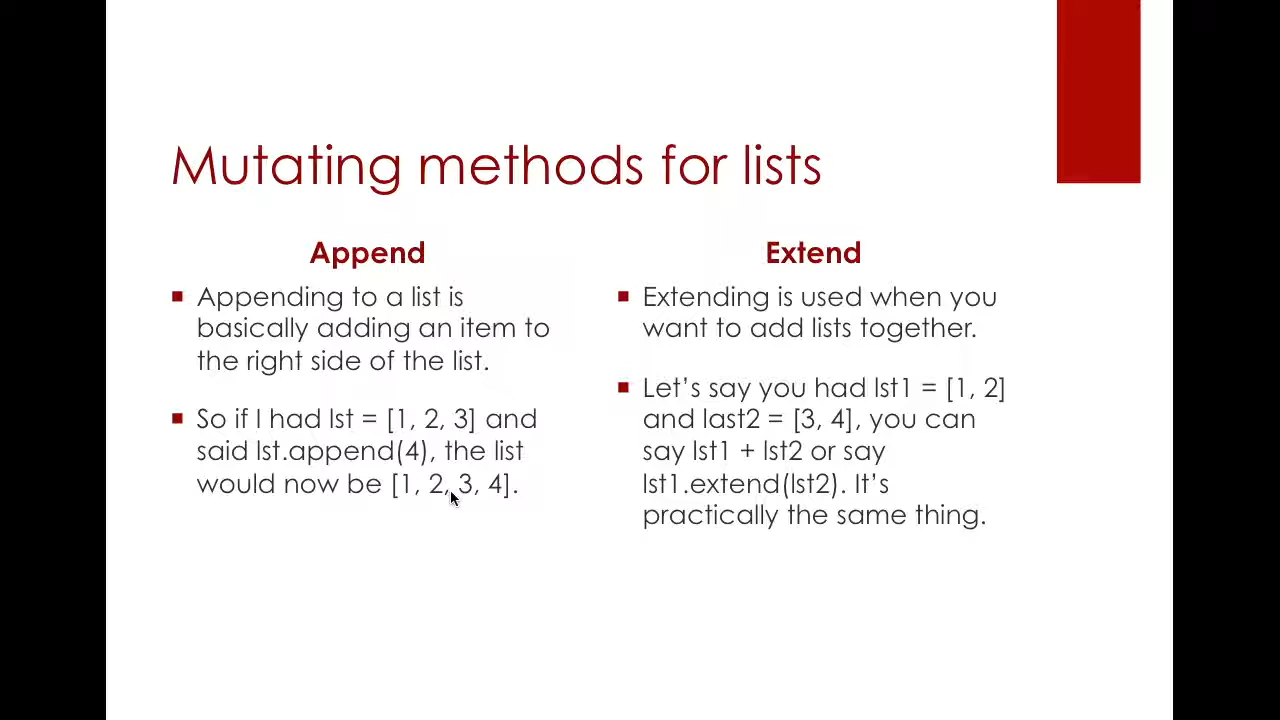 Mutating methods for lists
Append
Appending to a list is
basically adding an item to
the right side of the list.
So if I had lst = [1, 2, 3] and
said lst.append(4), the list
would now be [1, 2, 3, 4].
Extend
Extending is used when you
want to add lists together.
Let’s say you had lst1 = [1, 2]
and last2 = [3, 4], you can
say lst1 + lst2 or say
lst1.extend(lst2). It’s
practically the same thing.